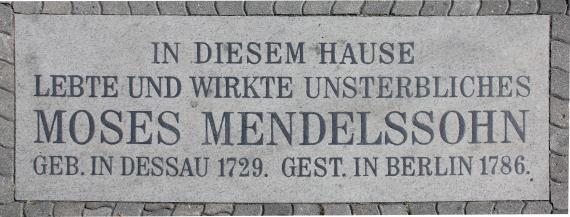 IN DIESEM HAUSE
LEBTE UND WIRKTE UNSTERBLICHES
MOSES MENDELSSOHN
GEB. IN DESSAU 1729. GEST. IN BERLIN 1786.